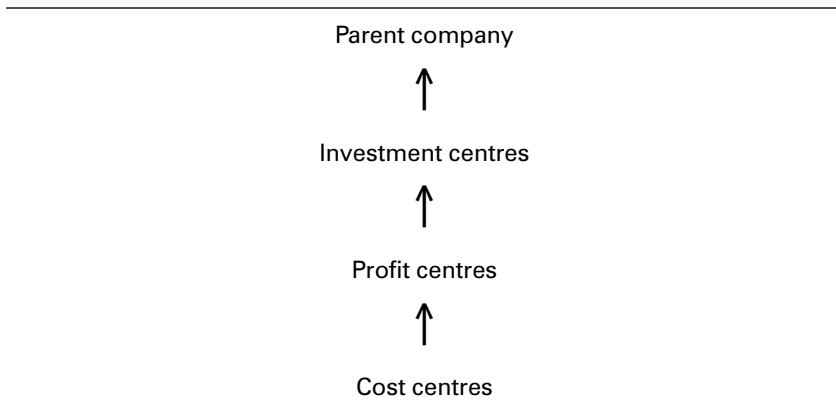 Parent company
Investment centres
Profit centres
Cost centres